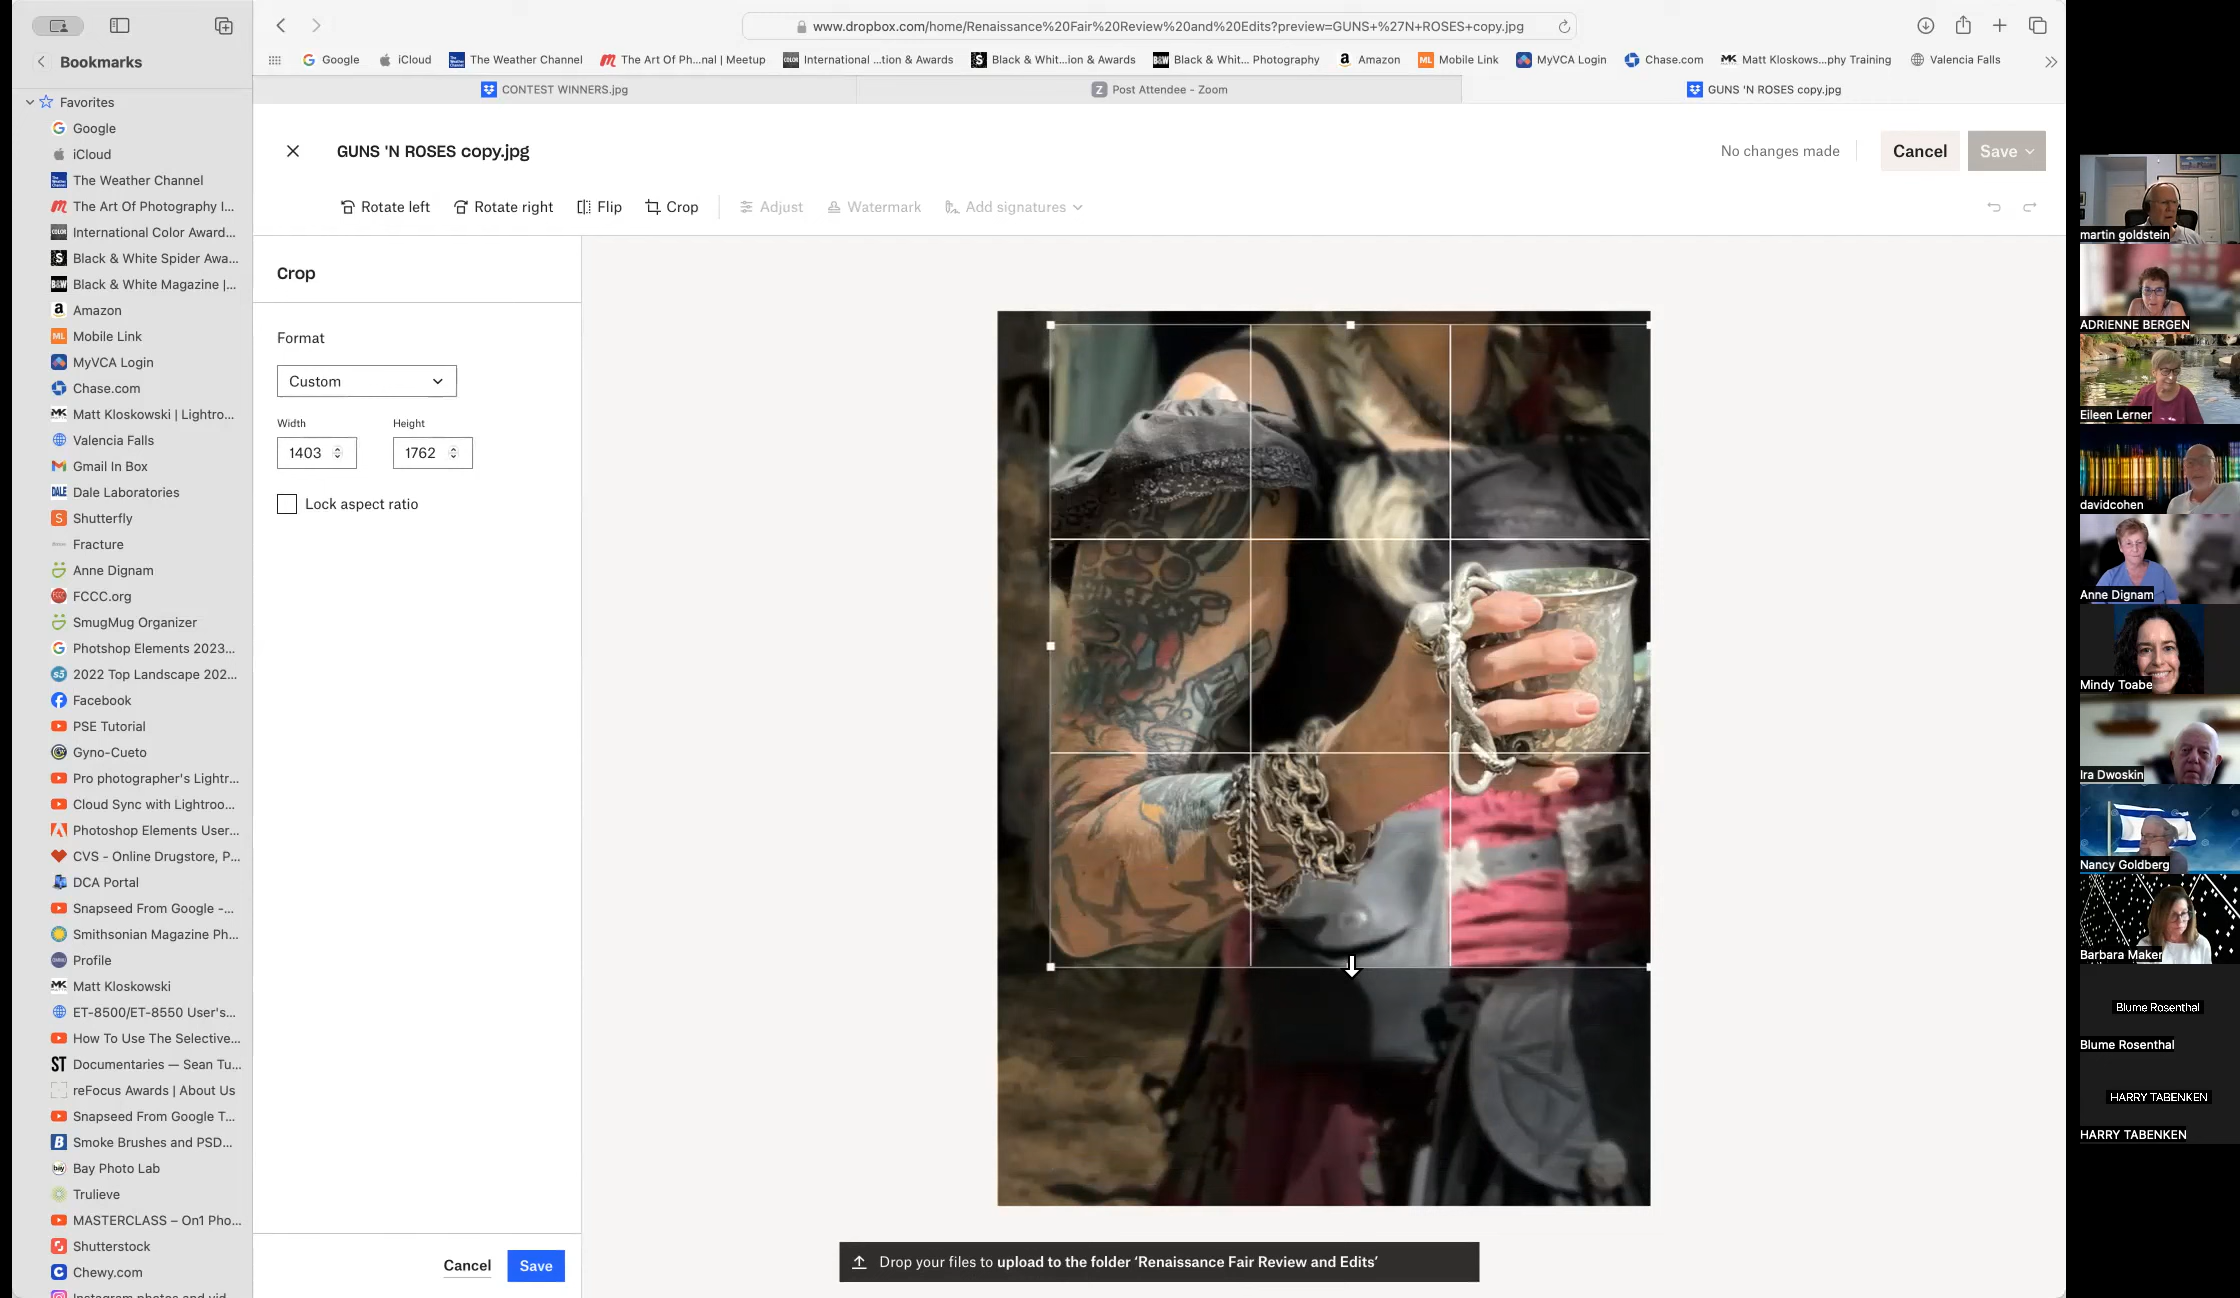 www.dropbox.com/home/Renaissance%20Fair%20Review%20and%20Edits?preview=GUNS+%27N+ROSES+copy.jpg
Bookmarks
Google
iCloud
The Weather Channel
The Art Of Ph...nal | Meetup
International ...tion & Awards
Black & Whit...ion & Awards
Black & Whit... Photography
Amazon
Mobile Link
MyVCA Login
Chase.com
Matt Kloskows...phy Training
Valencia Falls
CONTEST WINNERS.jpg
Post Attendee - Zoom
GUNS 'N ROSES copy.jpg
Favorites
Google
iCloud
The Weather Channel
The Art Of Photography I...
International Color Award...
Black & White Spider Awa...
Black & White Magazine |...
Amazon
Mobile Link
MyVCA Login
Chase.com
Matt Kloskowski | Lightro...
Valencia Falls
Gmail In Box
Dale Laboratories
Shutterfly
Fracture
Anne Dignam
FCCC.org
SmugMug Organizer
Photshop Elements 2023...
2022 Top Landscape 202...
Facebook
PSE Tutorial
Gyno-Cueto
Pro photographer's Lightr...
Cloud Sync with Lightroo...
Photoshop Elements User...
CVS - Online Drugstore, P...
DCA Portal
Snapseed From Google -...
Smithsonian Magazine Ph...
Profile
Matt Kloskowski
ET-8500/ET-8550 User's...
How To Use The Selective...
Documentaries — Sean Tu...
reFocus Awards | About Us
Snapseed From Google T...
Smoke Brushes and PSD...
Bay Photo Lab
Trulieve
MASTERCLASS – On1 Pho...
Shutterstock
Chewy.com
GUNS 'N ROSES copy.jpg
No changes made
Cancel
Save
Rotate left
Rotate right
Flip
Crop
Adjust
Watermark
Add signatures
Crop
Format
Custom
Width
Height
1403
1762
Lock aspect ratio
Cancel
Save
Drop your files to upload to the folder ‘Renaissance Fair Review and Edits’
martin goldstein
ADRIENNE BERGEN
Eileen Lerner
davidcohen
Anne Dignam
Mindy Toabe
Ira Dwoskin
Nancy Goldberg
Barbara Maker
Blume Rosenthal
Blume Rosenthal
HARRY TABENKEN
HARRY TABENKEN